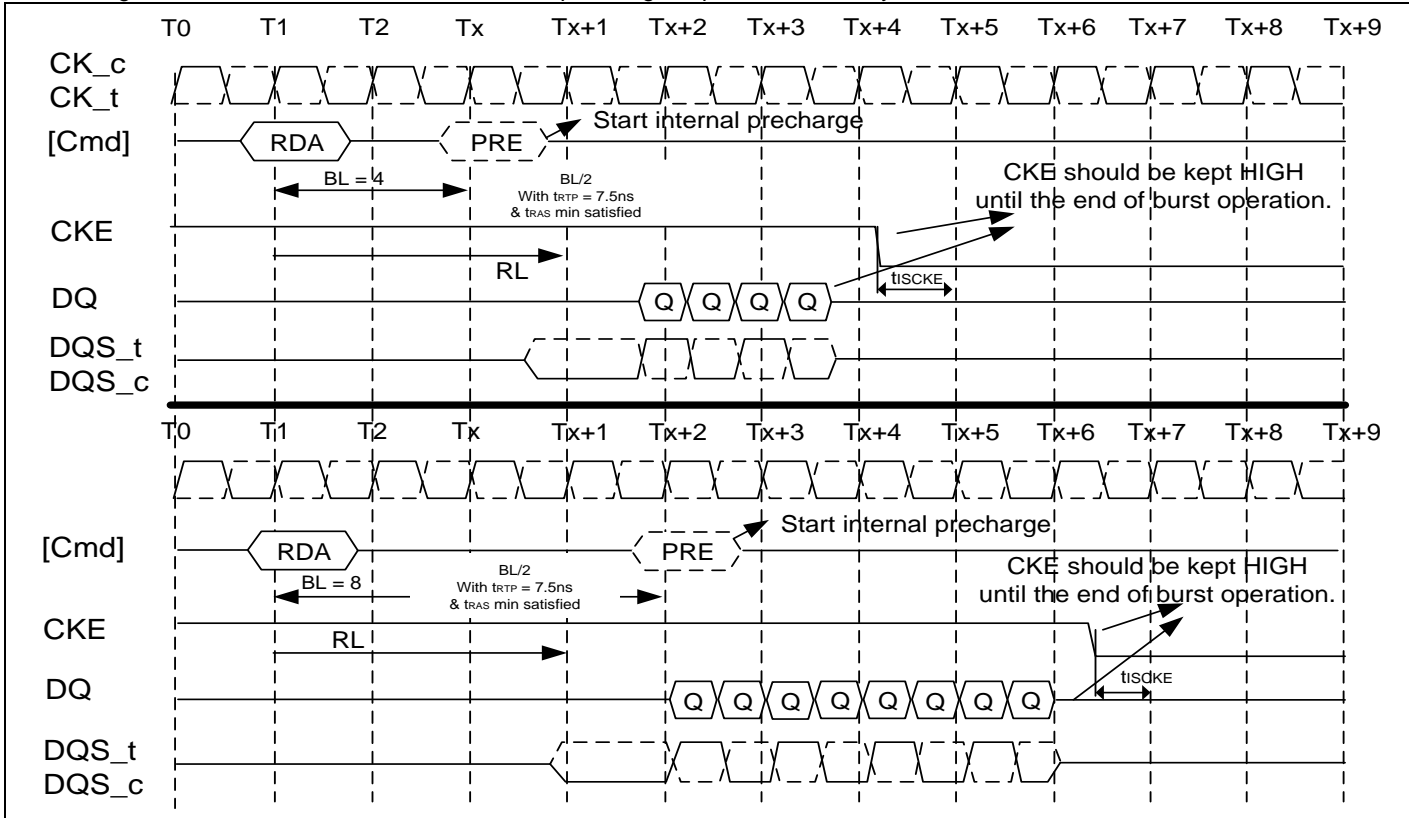 T0 T1 T2 Tx Tx+1 Tx+2 Tx+3 Tx+4 Tx+5 Tx+6 Tx+7 Tx+8 Tx+9
CK_c
CK_t
[Cmd] RDA PRE Start internal precharge
BL = 4
BL/2
With tRTP = 7.5ns
& tRAS min satisfied
CKE should be kept HIGH
until the end of burst operation.
CKE
RL
tISCKE
DQ Q Q Q Q
DQS_t
DQS_c
T0 T1 T2 Tx Tx+1 Tx+2 Tx+3 Tx+4 Tx+5 Tx+6 Tx+7 Tx+8 Tx+9
[Cmd] RDA PRE Start internal precharge
BL = 8
BL/2
With tRTP = 7.5ns
& tRAS min satisfied
CKE should be kept HIGH
until the end of burst operation.
CKE
RL
tISCKE
DQ Q Q Q Q Q Q Q Q
DQS_t
DQS_c